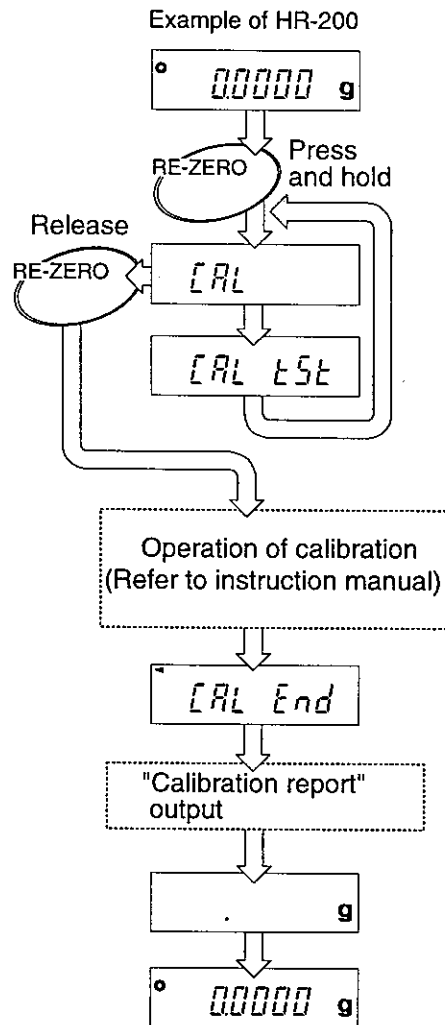 Example of HR-200
0.0000 g
RE-ZERO
Press
and hold
Release
RE-ZERO
CAL
CAL tSt
Operation of calibration
(Refer to instruction manual)
CAL End
"Calibration report"
output
g
0.0000 g